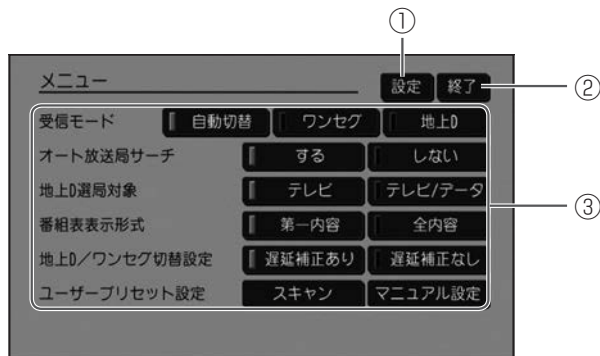 ①
メニュー 設定 終了 ②
受信モード 自動切替 ワンセグ 地上D
オート放送局サーチ する しない
地上D選局対象 テレビ テレビ/データ ③
番組表表示形式 第一内容 全内容
地上D/ワンセグ切替設定 遅延補正あり 遅延補正なし
ユーザープリセット設定 スキャン マニュアル設定